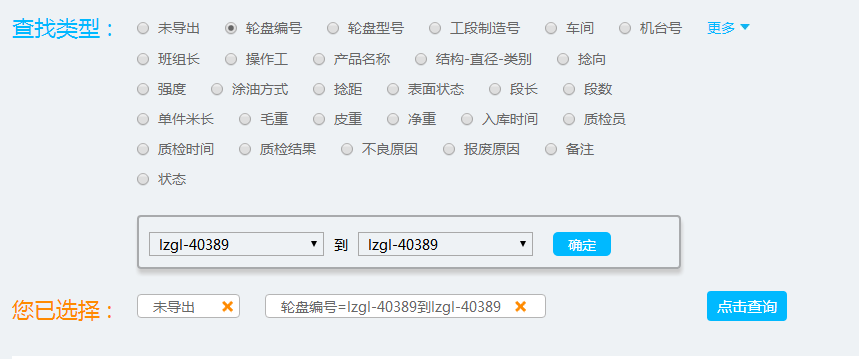 查找类型： 未导出 轮盘编号 轮盘型号 工段制造号 车间 机台号 更多
班组长 操作工 产品名称 结构-直径-类别 捻向
强度 涂油方式 捻距 表面状态 段长 段数
单件米长 毛重 皮重 净重 入库时间 质检员
质检时间 质检结果 不良原因 报废原因 备注
状态
lzgl-40389 到 lzgl-40389 确定
您已选择： 未导出 轮盘编号=lzgl-40389到lzgl-40389 点击查询